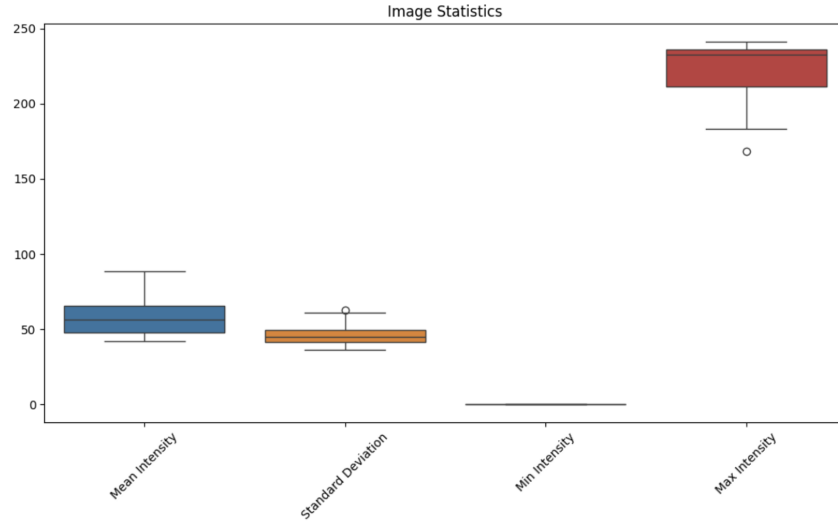 Image Statistics
250
200
150
100
50
0
Mean Intensity
Standard Deviation
Min Intensity
Max Intensity